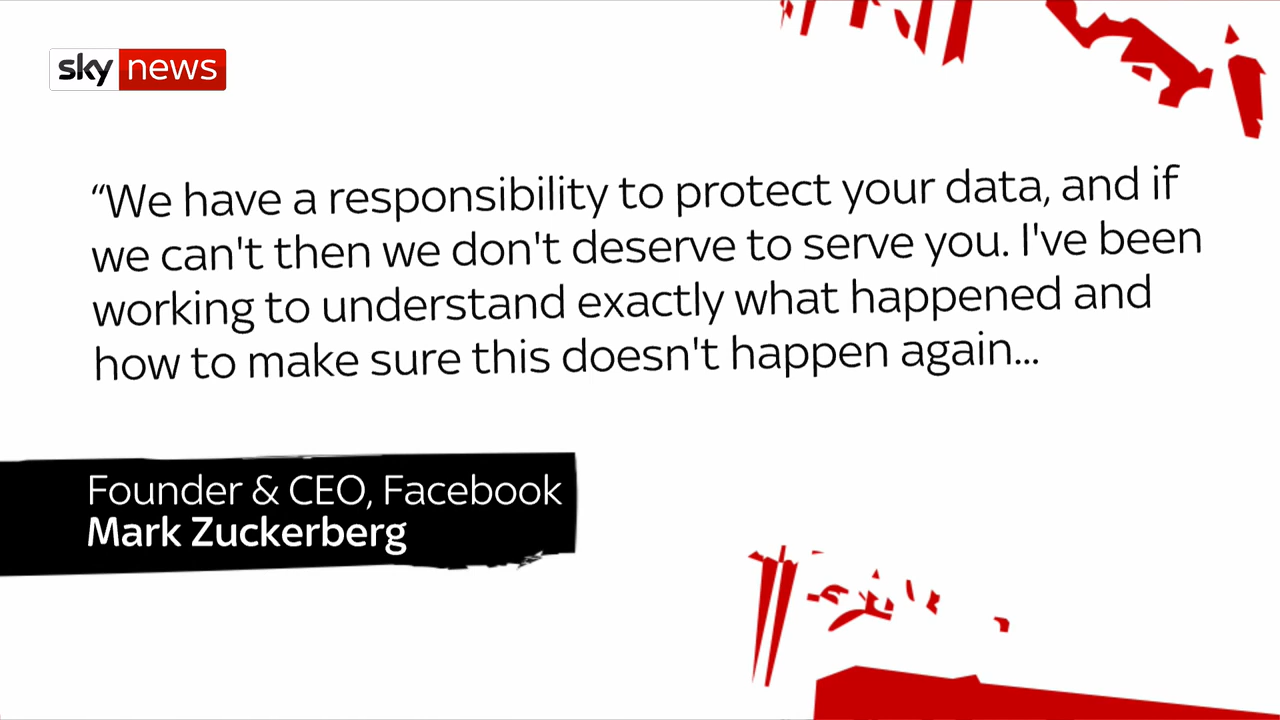 sky news
“We have a responsibility to protect your data, and if
we can't then we don't deserve to serve you. I've been
working to understand exactly what happened and
how to make sure this doesn't happen again...
Founder & CEO, Facebook
Mark Zuckerberg